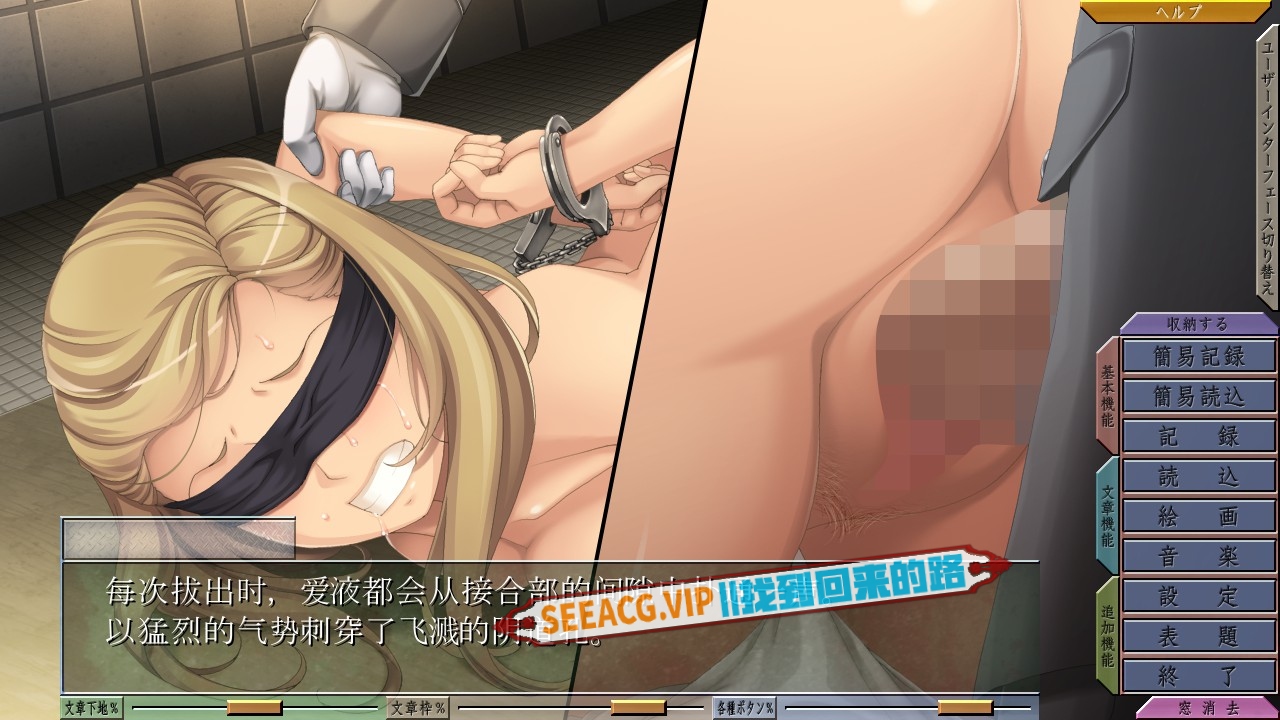 ヘルプ
ユーザーインターフェース切り替え
収納する
基本機能
簡易記録
簡易読込
記 録
読 込
文章機能
絵 画
音 楽
設 定
追加機能
表 題
終 了
窓消去
每次拔出时，爱液都会从接合部的间隙中
以猛烈的气势刺穿了飞溅的阴道孔。
SEEACG.VIP 找到回来的路
文章下地% 文章枠% 各種ボタン%